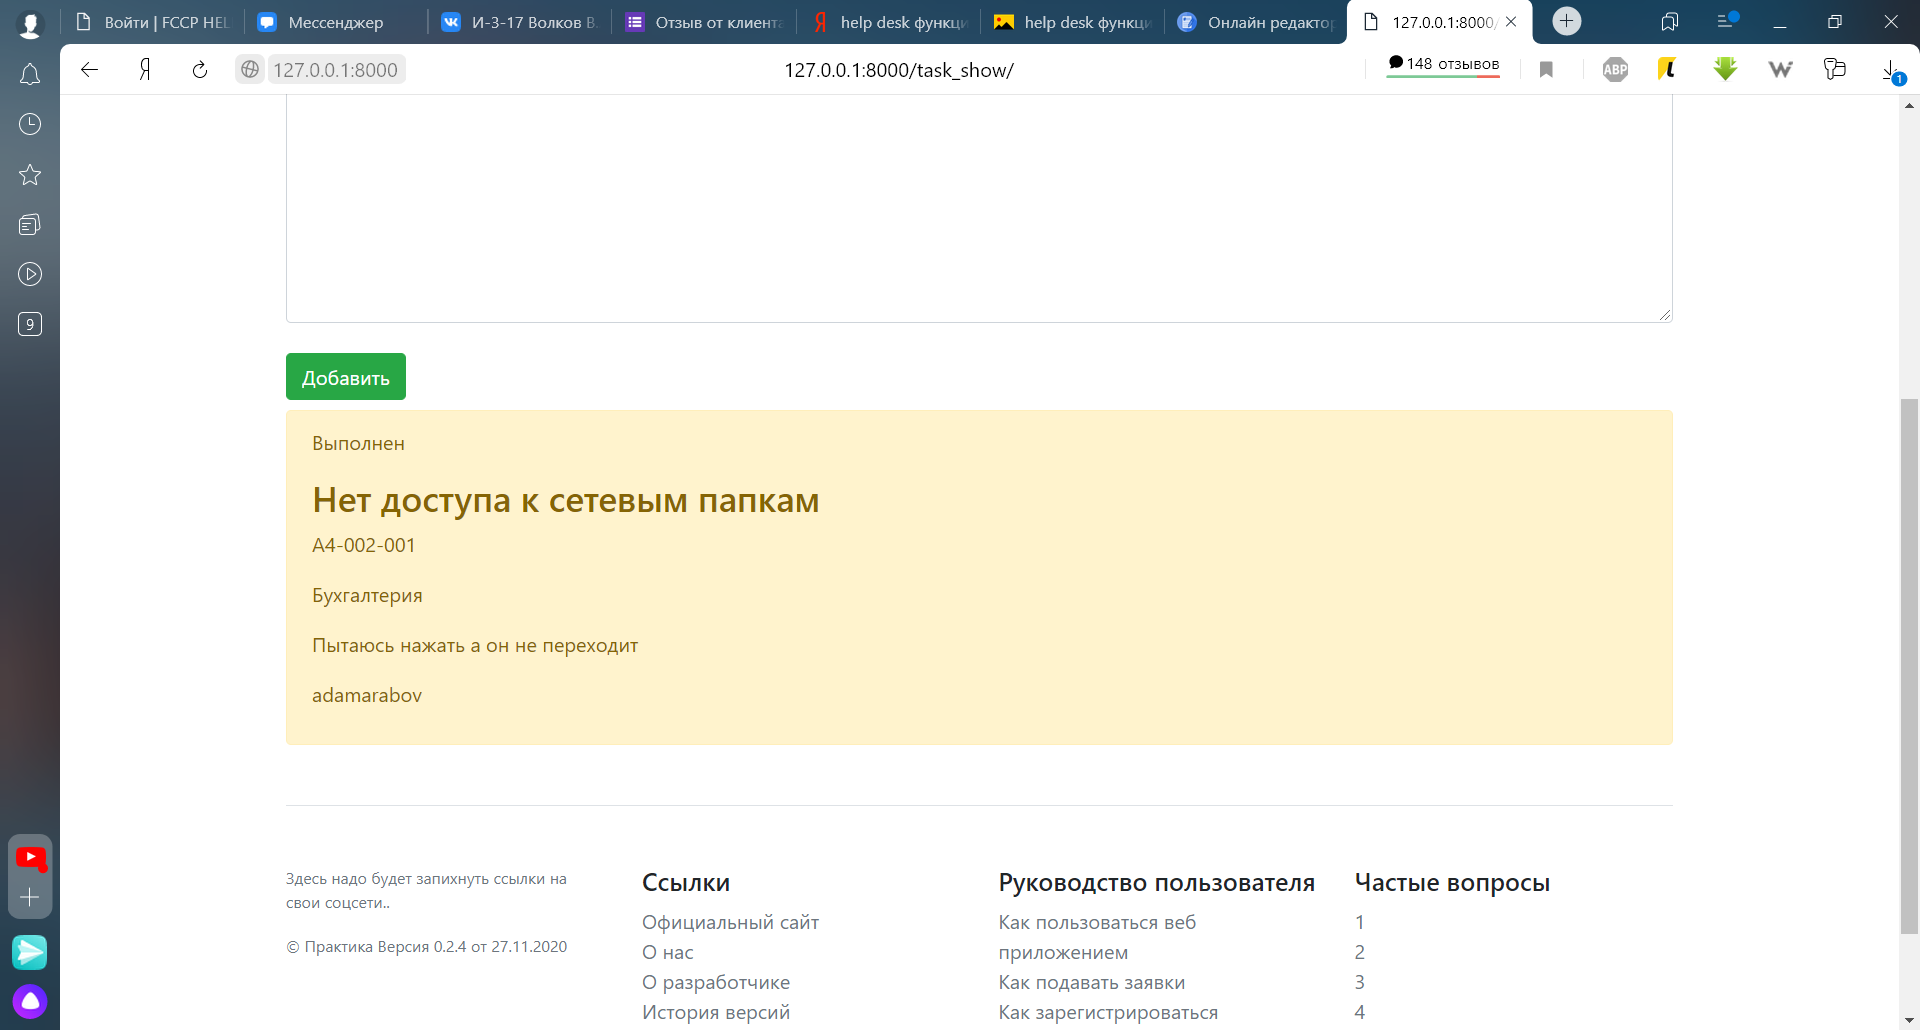 Войти | FCCP HEL
Мессенджер
И-3-17 Волков В.
Отзыв от клиента
help desk функци
help desk функци
Онлайн редактор
127.0.0.1:8000/
Я
127.0.0.1:8000
127.0.0.1:8000/task_show/
148 отзывов
ABP
1
9
Добавить
Выполнен
Нет доступа к сетевым папкам
A4-002-001
Бухгалтерия
Пытаюсь нажать а он не переходит
adamarabov
Здесь надо будет запихнуть ссылки на
свои соцсети..
© Практика Версия 0.2.4 от 27.11.2020
Ссылки
Официальный сайт
О нас
О разработчике
История версий
Руководство пользователя
Как пользоваться веб
приложением
Как подавать заявки
Как зарегистрироваться
Частые вопросы
1
2
3
4